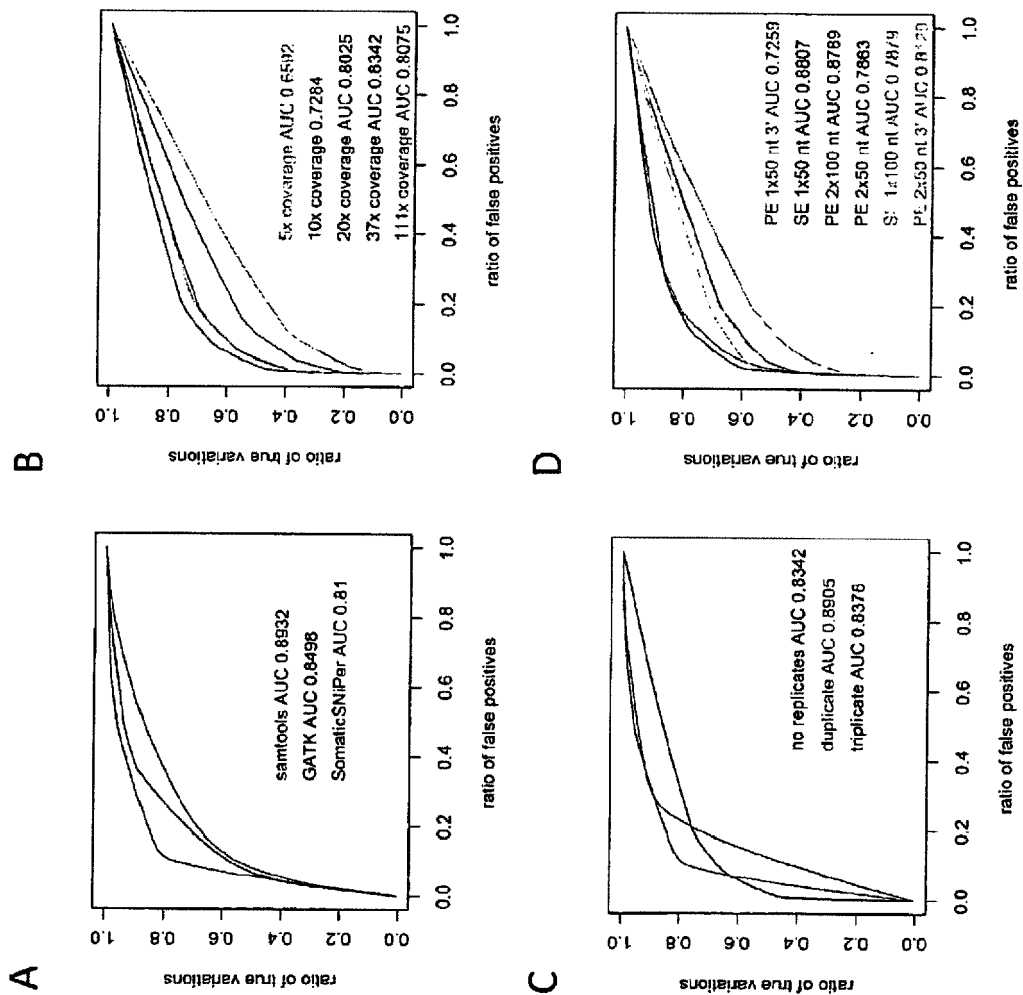 A
ratio of true variations
1.0
0.8
0.6
0.4
0.2
0.0
samtools AUC 0.8932
GATK AUC 0.8498
SomaticSNiPer AUC 0.81
0.0 0.2 0.4 0.6 0.8 1.0
ratio of false positives
B
ratio of true variations
1.0
0.8
0.6
0.4
0.2
0.0
5x coverage AUC 0.6592
10x coverage 0.7284
20x coverage AUC 0.8025
37x coverage AUC 0.8342
111x coverage AUC 0.8075
0.0 0.2 0.4 0.6 0.8 1.0
ratio of false positives
C
ratio of true variations
1.0
0.8
0.6
0.4
0.2
0.0
no replicates AUC 0.8342
duplicate AUC 0.8905
triplicate AUC 0.8376
0.0 0.2 0.4 0.6 0.8 1.0
ratio of false positives
D
ratio of true variations
1.0
0.8
0.6
0.4
0.2
0.0
PE 1x50 nt 3' AUC 0.7259
SE 1x50 nt AUC 0.8807
PE 2x100 nt AUC 0.8789
PE 2x50 nt AUC 0.7863
1x100 nt AUC 0.7879
PE 2x50 nt 3' AUC
0.0 0.2 0.4 0.6 0.8 1.0
ratio of false positives